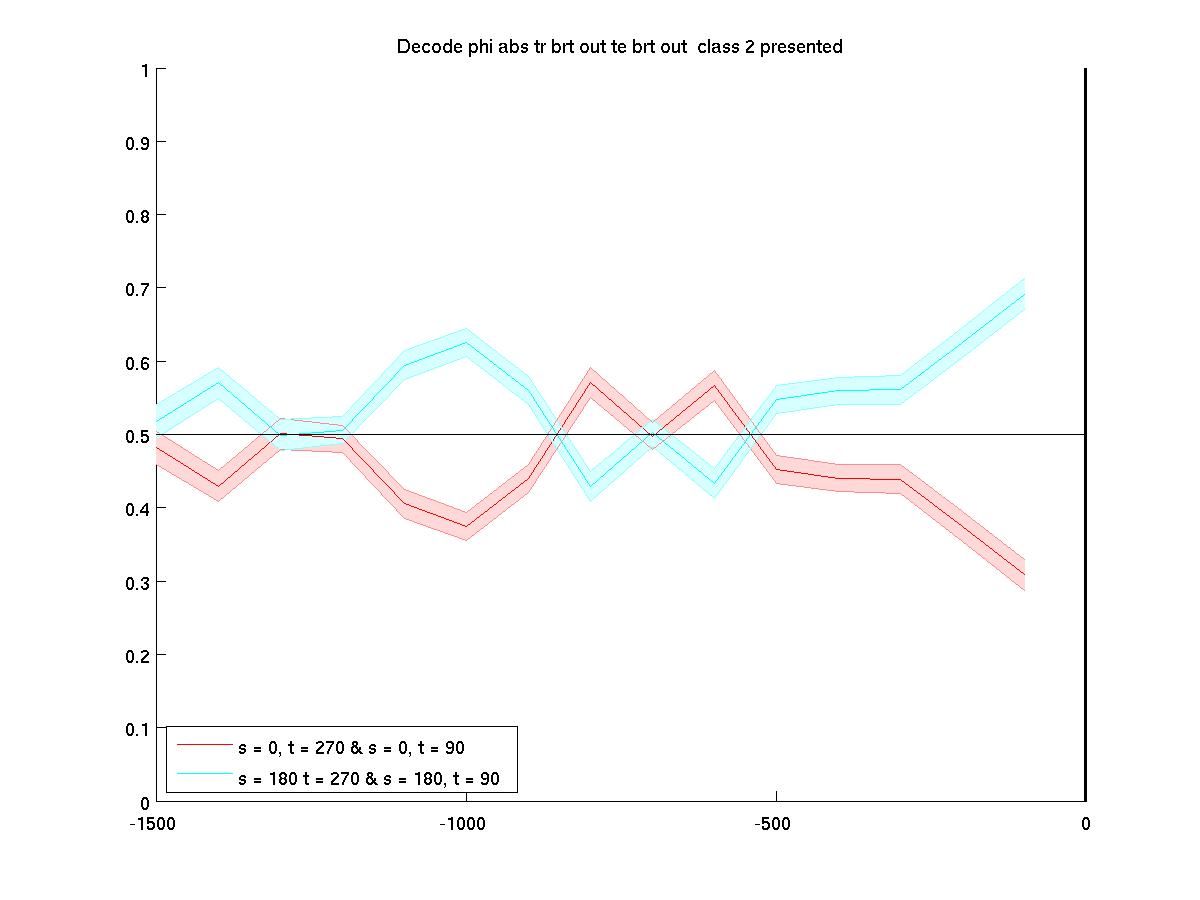 Decode phi abs tr brt out te brt out  class 2 presented
1
0.9
0.8
0.7
0.6
0.5
0.4
0.3
0.2
0.1
0
s = 0, t = 270 & s = 0, t = 90
s = 180 t = 270 & s = 180, t = 90
-1500 -1000 -500 0